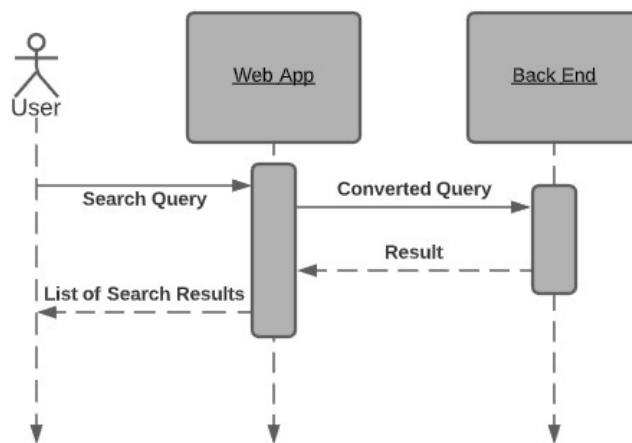 Web App
Back End
User
Search Query
Converted Query
Result
List of Search Results